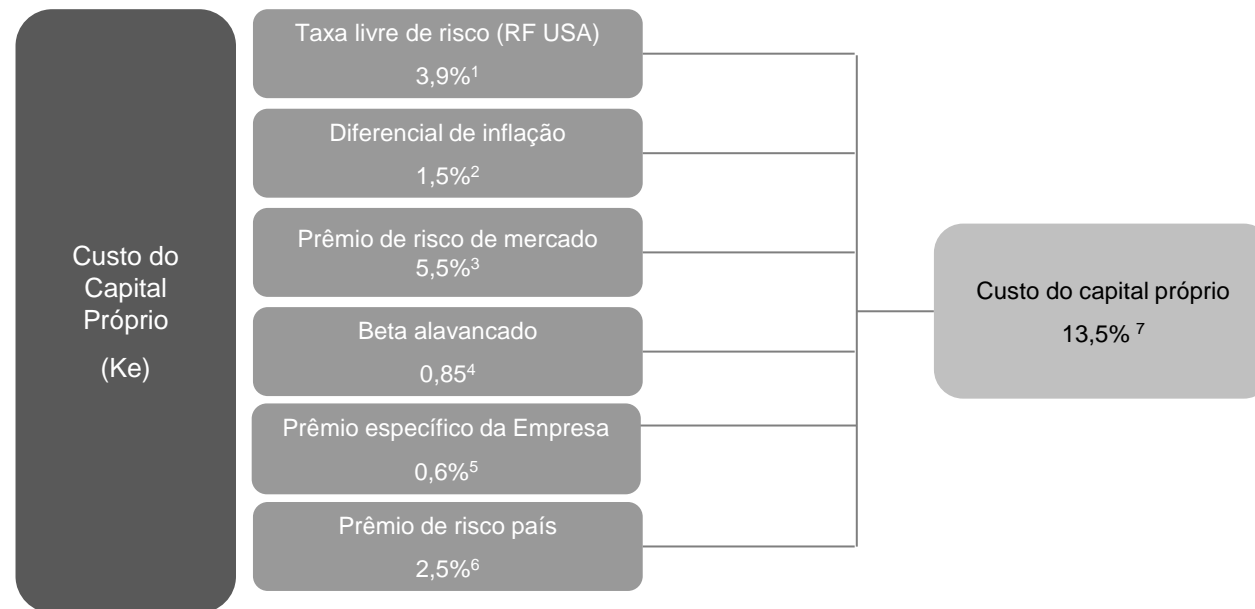 Custo do
Capital
Próprio
(Ke)
Taxa livre de risco (RF USA)
3,9%1
Diferencial de inflação
1,5%2
Prêmio de risco de mercado
5,5%3
Beta alavancado
0,854
Prêmio específico da Empresa
0,6%5
Prêmio de risco país
2,5%6
Custo do capital próprio
13,5% 7